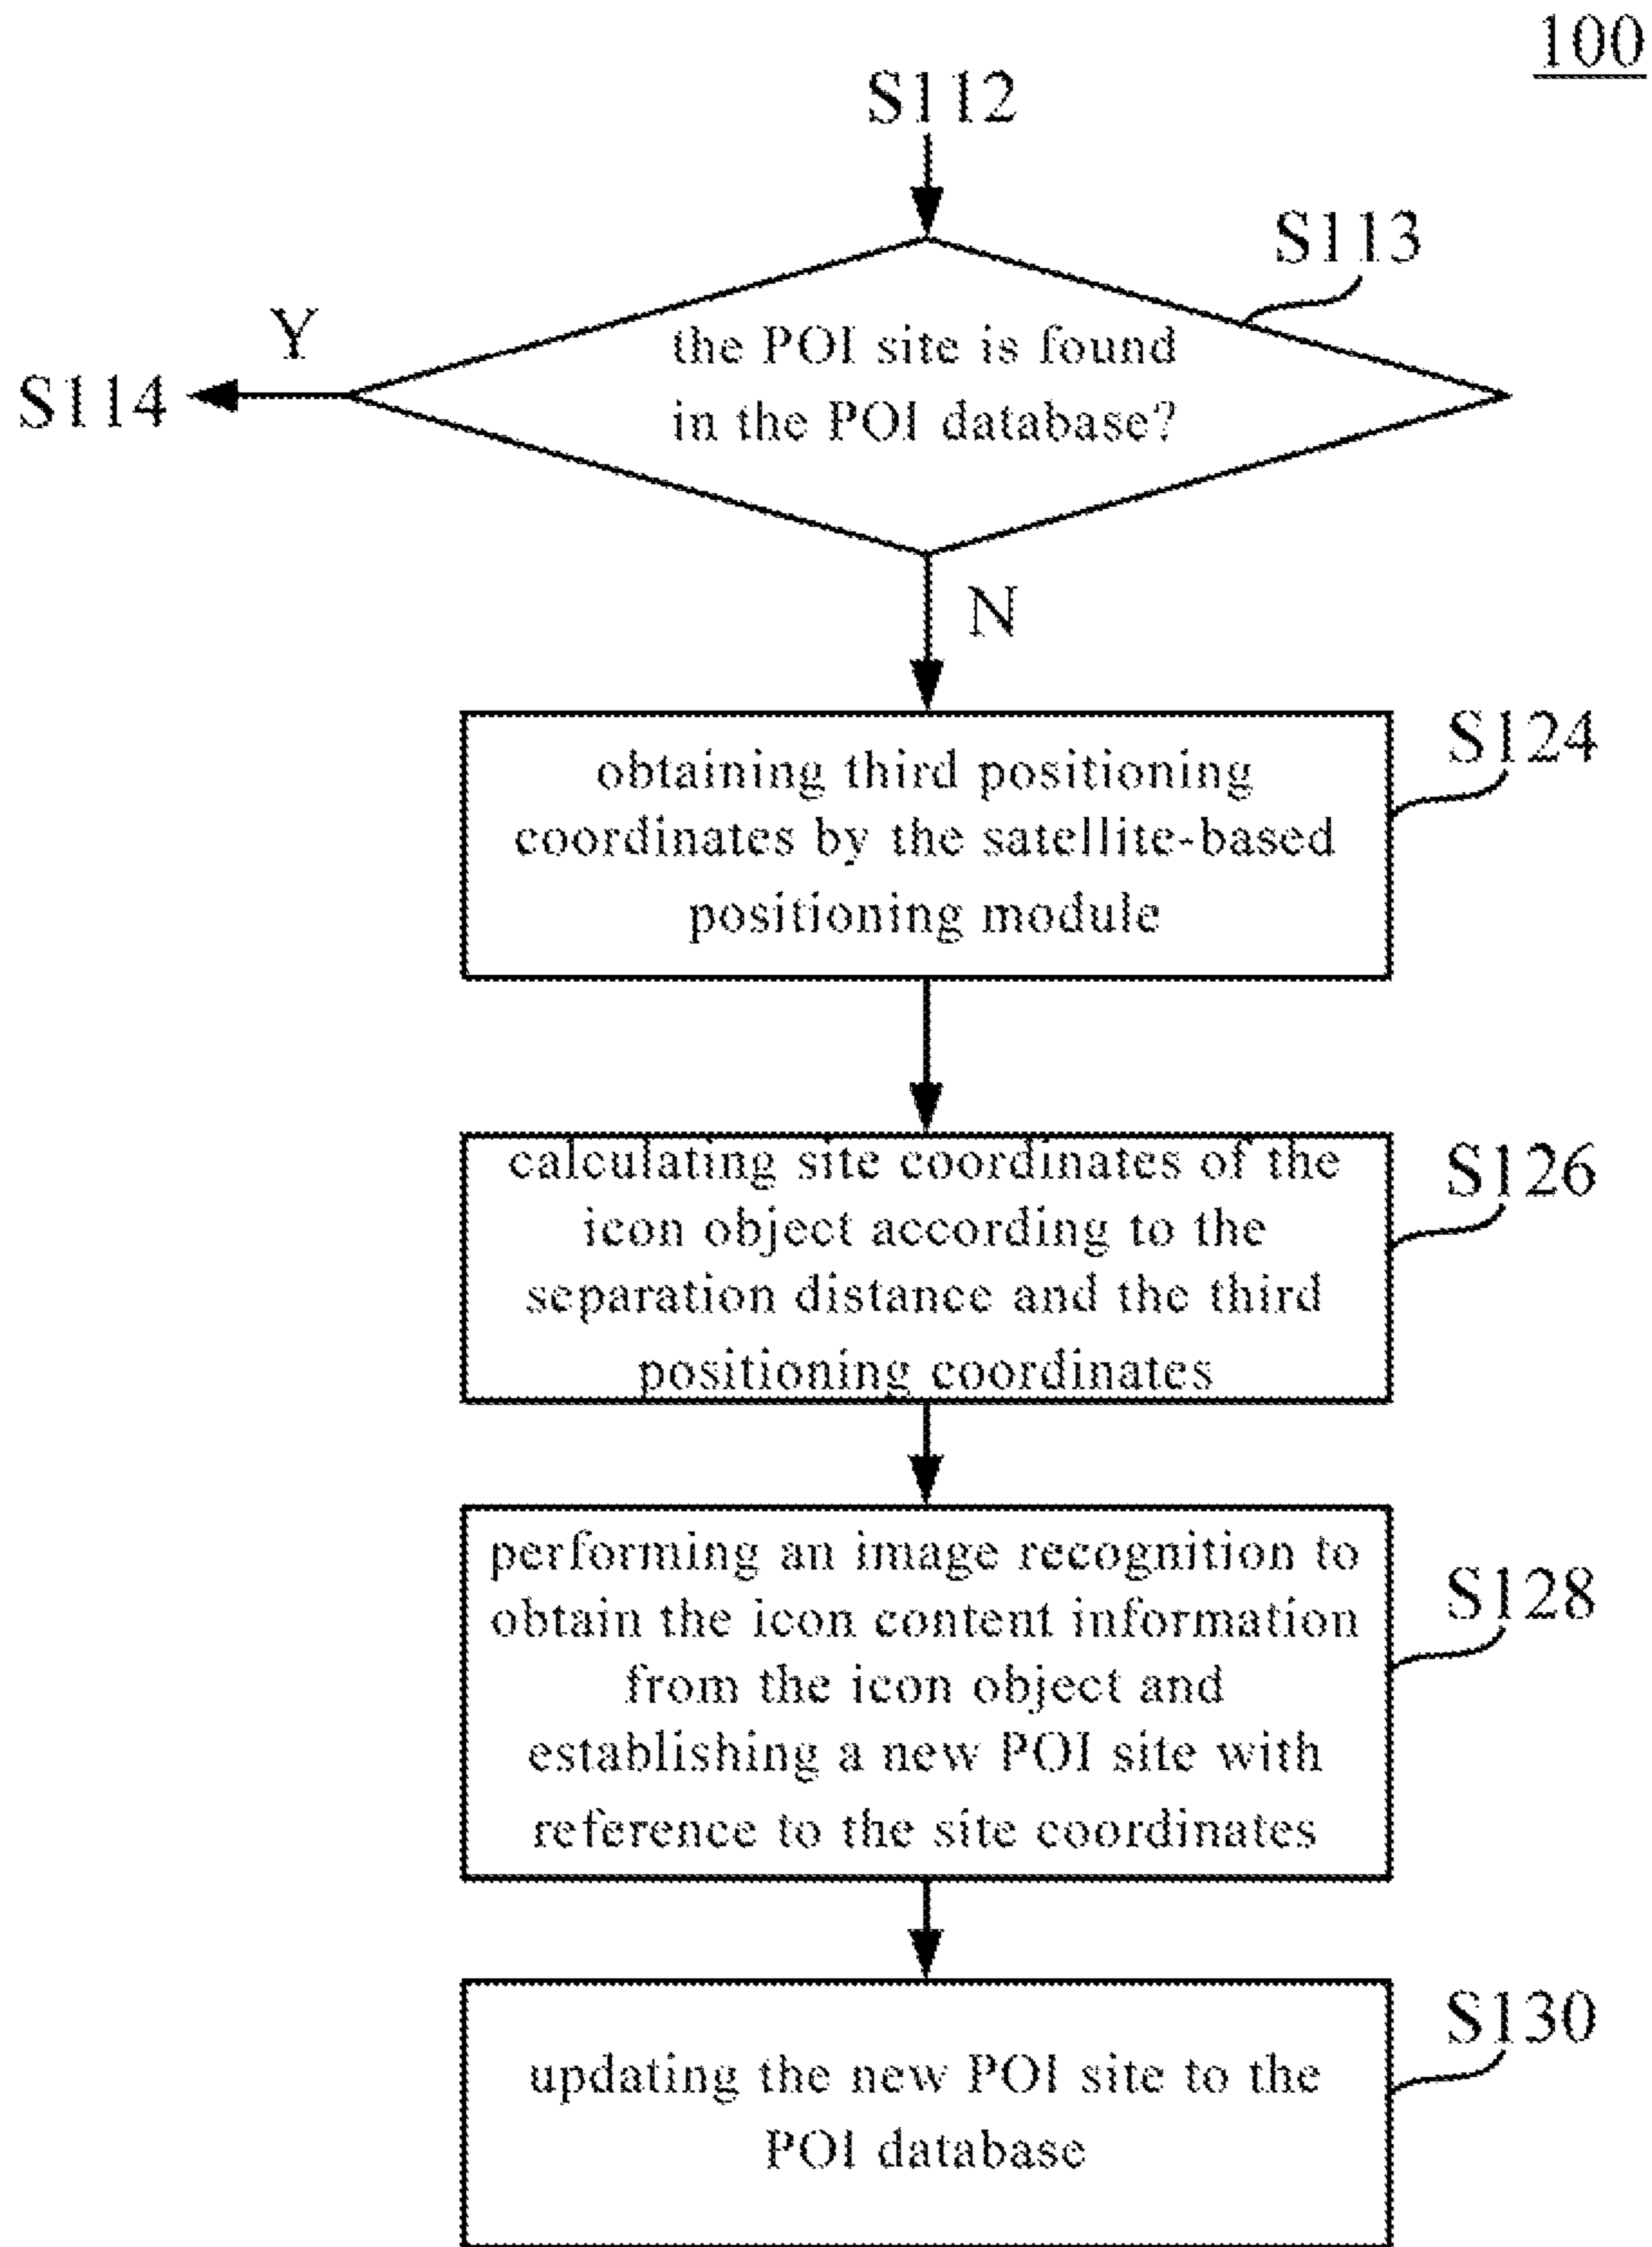 100
S112
S113
the POI site is found
in the POI database?
Y
S114
N
S124
obtaining third positioning
coordinates by the satellite-based
positioning module
S126
calculating site coordinates of the
icon object according to the
separation distance and the third
positioning coordinates
S128
performing an image recognition to
obtain the icon content information
from the icon object and
establishing a new POI site with
reference to the site coordinates
S130
updating the new POI site to the
POI database